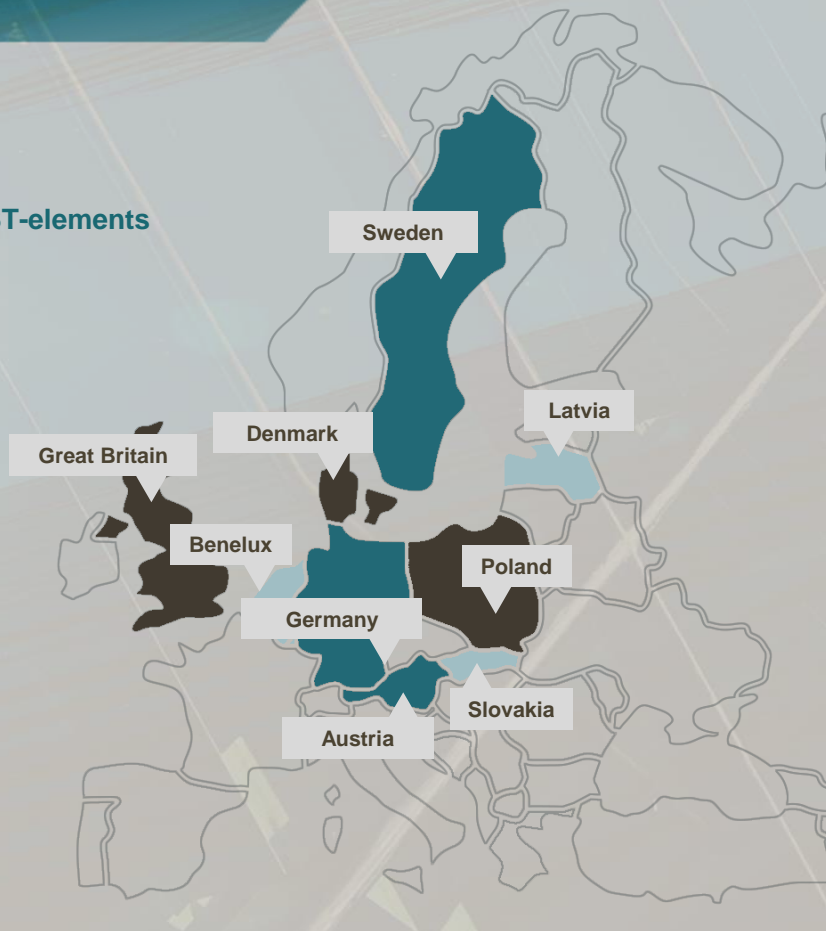 T-elements
Sweden
Latvia
Denmark
Great Britain
Benelux
Poland
Germany
Slovakia
Austria